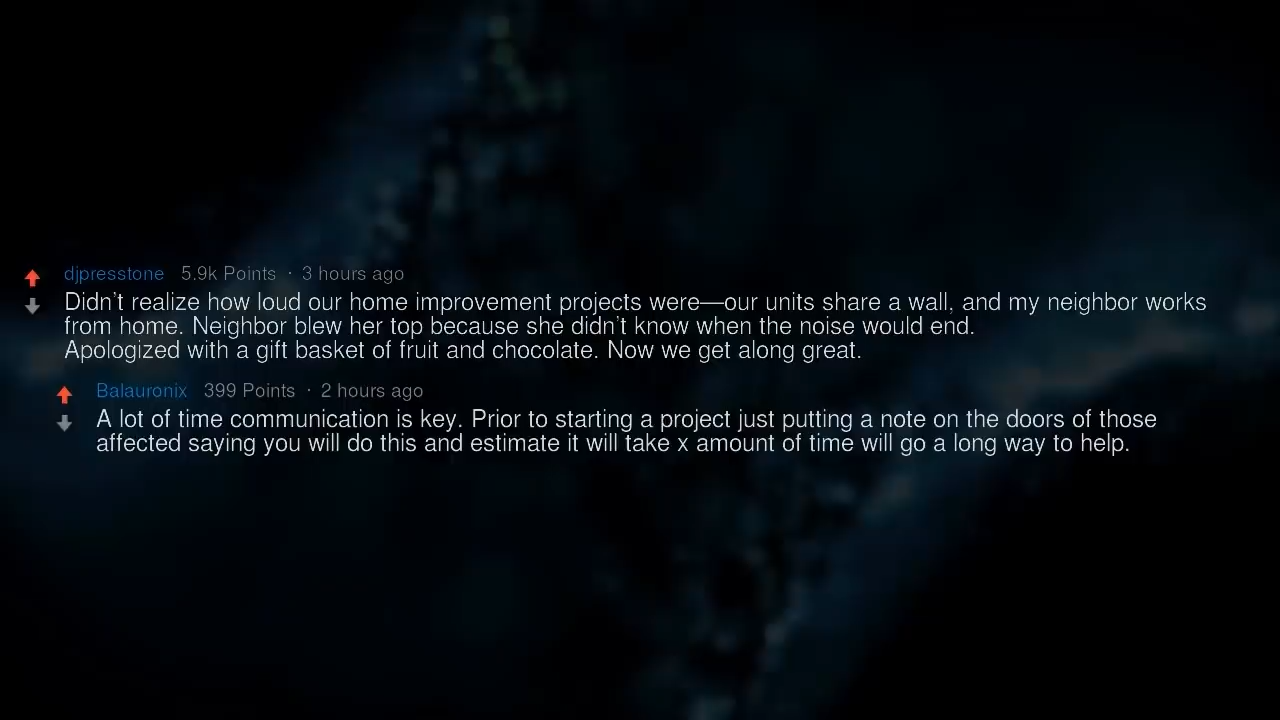 djpresstone 5.9k Points · 3 hours ago
Didn't realize how loud our home improvement projects were—our units share a wall, and my neighbor works
from home. Neighbor blew her top because she didn't know when the noise would end.
Apologized with a gift basket of fruit and chocolate. Now we get along great.
Balauronix 399 Points · 2 hours ago
A lot of time communication is key. Prior to starting a project just putting a note on the doors of those
affected saying you will do this and estimate it will take x amount of time will go a long way to help.